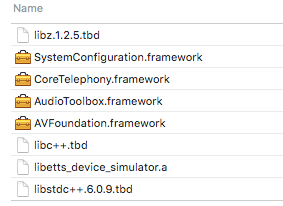 Name
libz.1.2.5.tbd
SystemConfiguration.framework
CoreTelephony.framework
AudioToolbox.framework
AVFoundation.framework
libc++.tbd
libetts_device_simulator.a
libstdc++.6.0.9.tbd